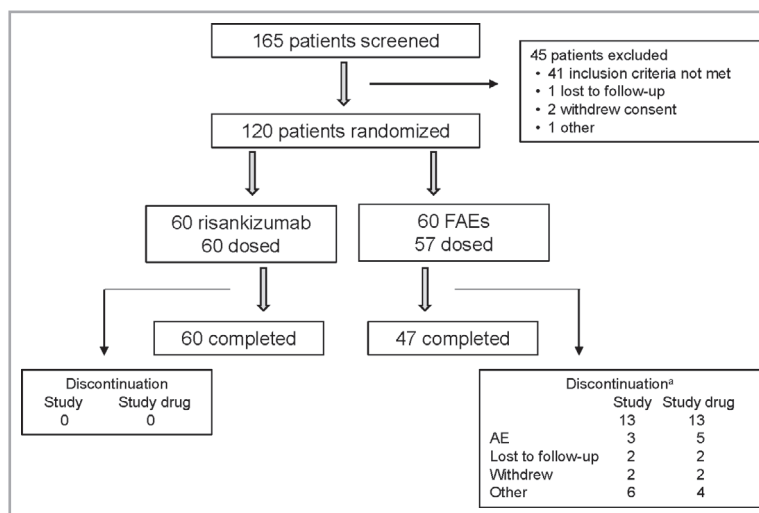 165 patients screened
45 patients excluded
• 41 inclusion criteria not met
• 1 lost to follow-up
• 2 withdrew consent
• 1 other
120 patients randomized
60 risankizumab
60 dosed
60 FAEs
57 dosed
60 completed
47 completed
Discontinuation
Study Study drug
0 0
Discontinuationᵃ
Study Study drug
13 13
AE 3 5
Lost to follow-up 2 2
Withdrew 2 2
Other 6 4